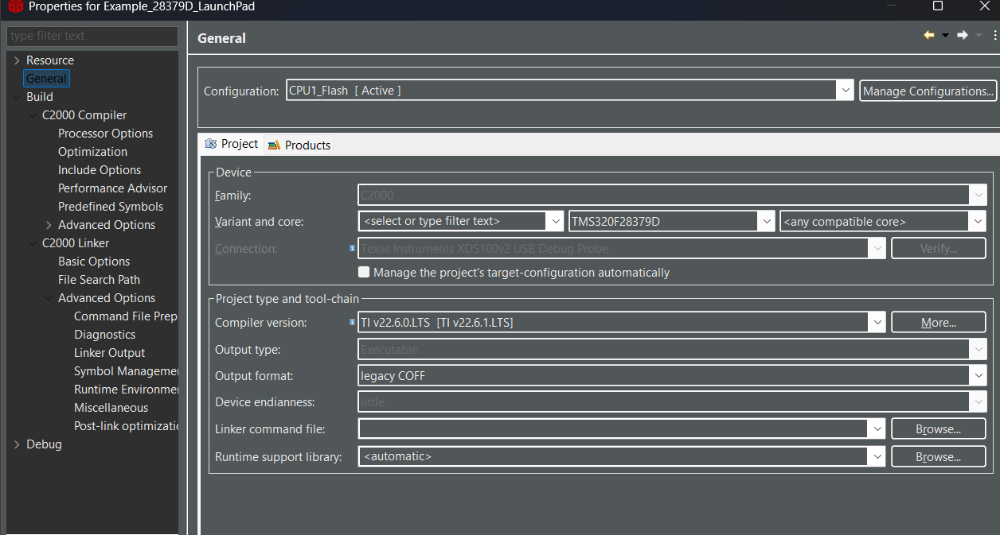 Properties for Example_28379D_LaunchPad
type filter text
Resource
General
Build
C2000 Compiler
Processor Options
Optimization
Include Options
Performance Advisor
Predefined Symbols
Advanced Options
C2000 Linker
Basic Options
File Search Path
Advanced Options
Command File Prep
Diagnostics
Linker Output
Symbol Manageme
Runtime Environme
Miscellaneous
Post-link optimizati
Debug
General
Configuration: CPU1_Flash [ Active ] Manage Configurations...
Project Products
Device
Family: C2000
Variant and core: <select or type filter text> TMS320F28379D <any compatible core>
Connection: Texas Instruments XDS100v2 USB Debug Probe Verify...
Manage the project's target-configuration automatically
Project type and tool-chain
Compiler version: TI v22.6.0.LTS [TI v22.6.1.LTS] More...
Output type: Executable
Output format: legacy COFF
Device endianness: little
Linker command file: Browse...
Runtime support library: <automatic> Browse...